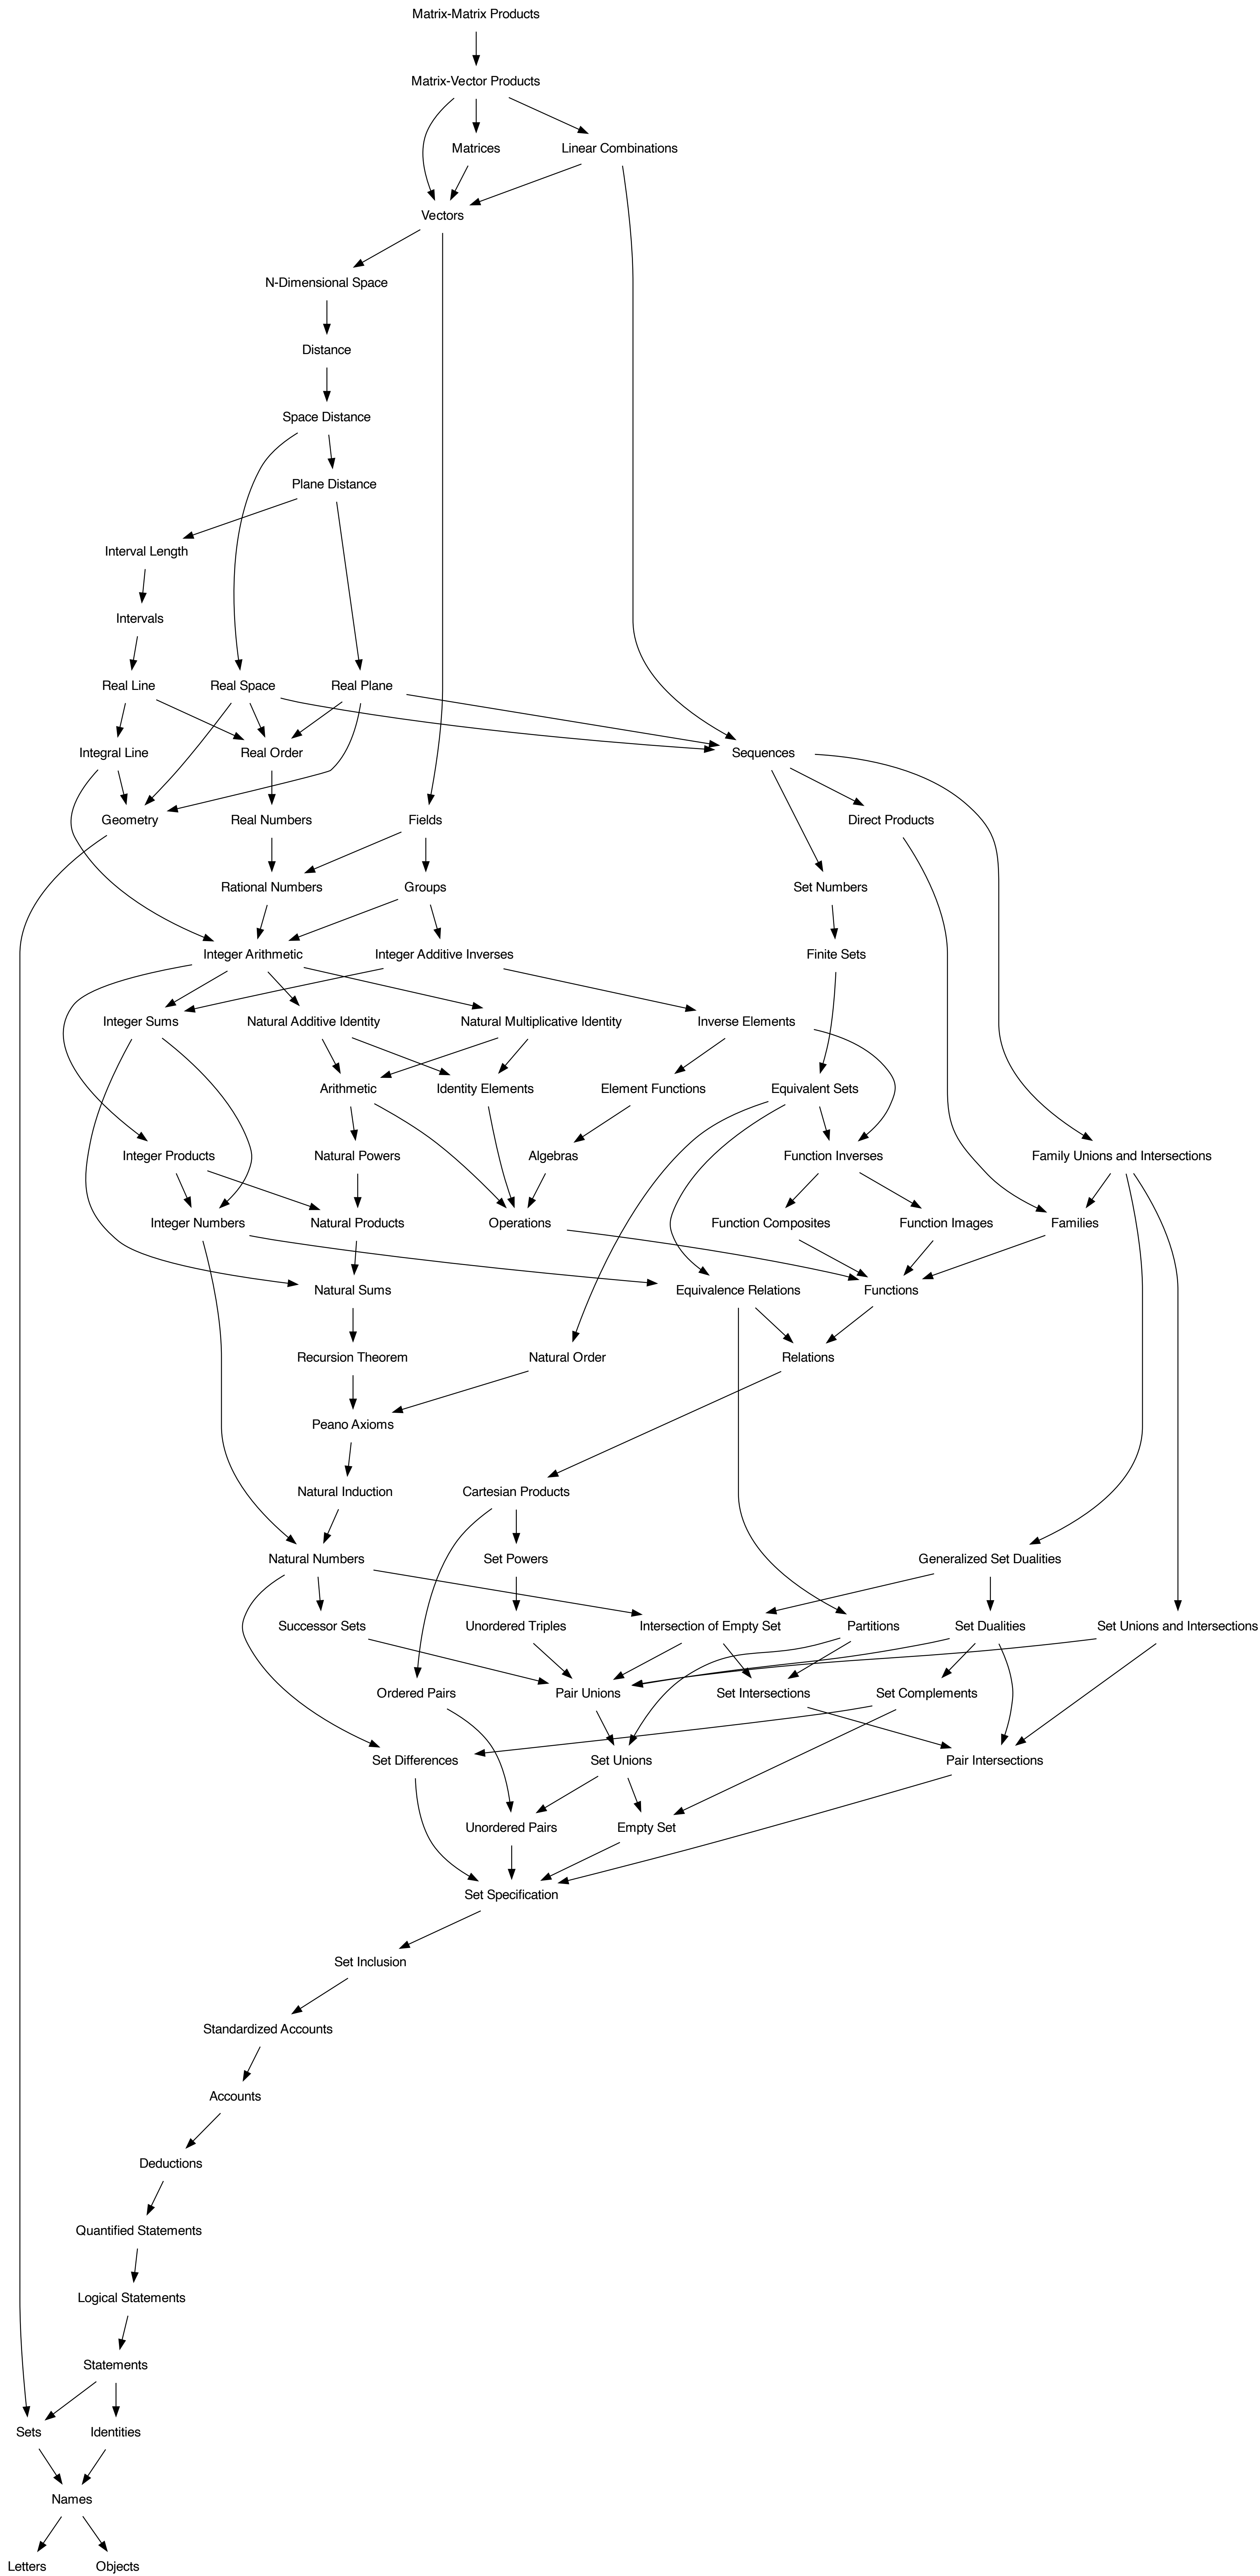 Matrix-Matrix Products
Matrix-Vector Products
Matrices
Linear Combinations
Vectors
N-Dimensional Space
Distance
Space Distance
Plane Distance
Interval Length
Intervals
Real Line
Real Space
Real Plane
Integral Line
Real Order
Sequences
Geometry
Real Numbers
Fields
Direct Products
Rational Numbers
Groups
Set Numbers
Integer Arithmetic
Integer Additive Inverses
Finite Sets
Integer Sums
Natural Additive Identity
Natural Multiplicative Identity
Inverse Elements
Arithmetic
Identity Elements
Element Functions
Equivalent Sets
Integer Products
Natural Powers
Algebras
Function Inverses
Family Unions and Intersections
Integer Numbers
Natural Products
Operations
Function Composites
Function Images
Families
Natural Sums
Equivalence Relations
Functions
Recursion Theorem
Natural Order
Relations
Peano Axioms
Natural Induction
Cartesian Products
Natural Numbers
Set Powers
Generalized Set Dualities
Successor Sets
Unordered Triples
Intersection of Empty Set
Partitions
Set Dualities
Set Unions and Intersections
Ordered Pairs
Pair Unions
Set Intersections
Set Complements
Set Differences
Set Unions
Pair Intersections
Unordered Pairs
Empty Set
Set Specification
Set Inclusion
Standardized Accounts
Accounts
Deductions
Quantified Statements
Logical Statements
Statements
Sets
Identities
Names
Letters
Objects